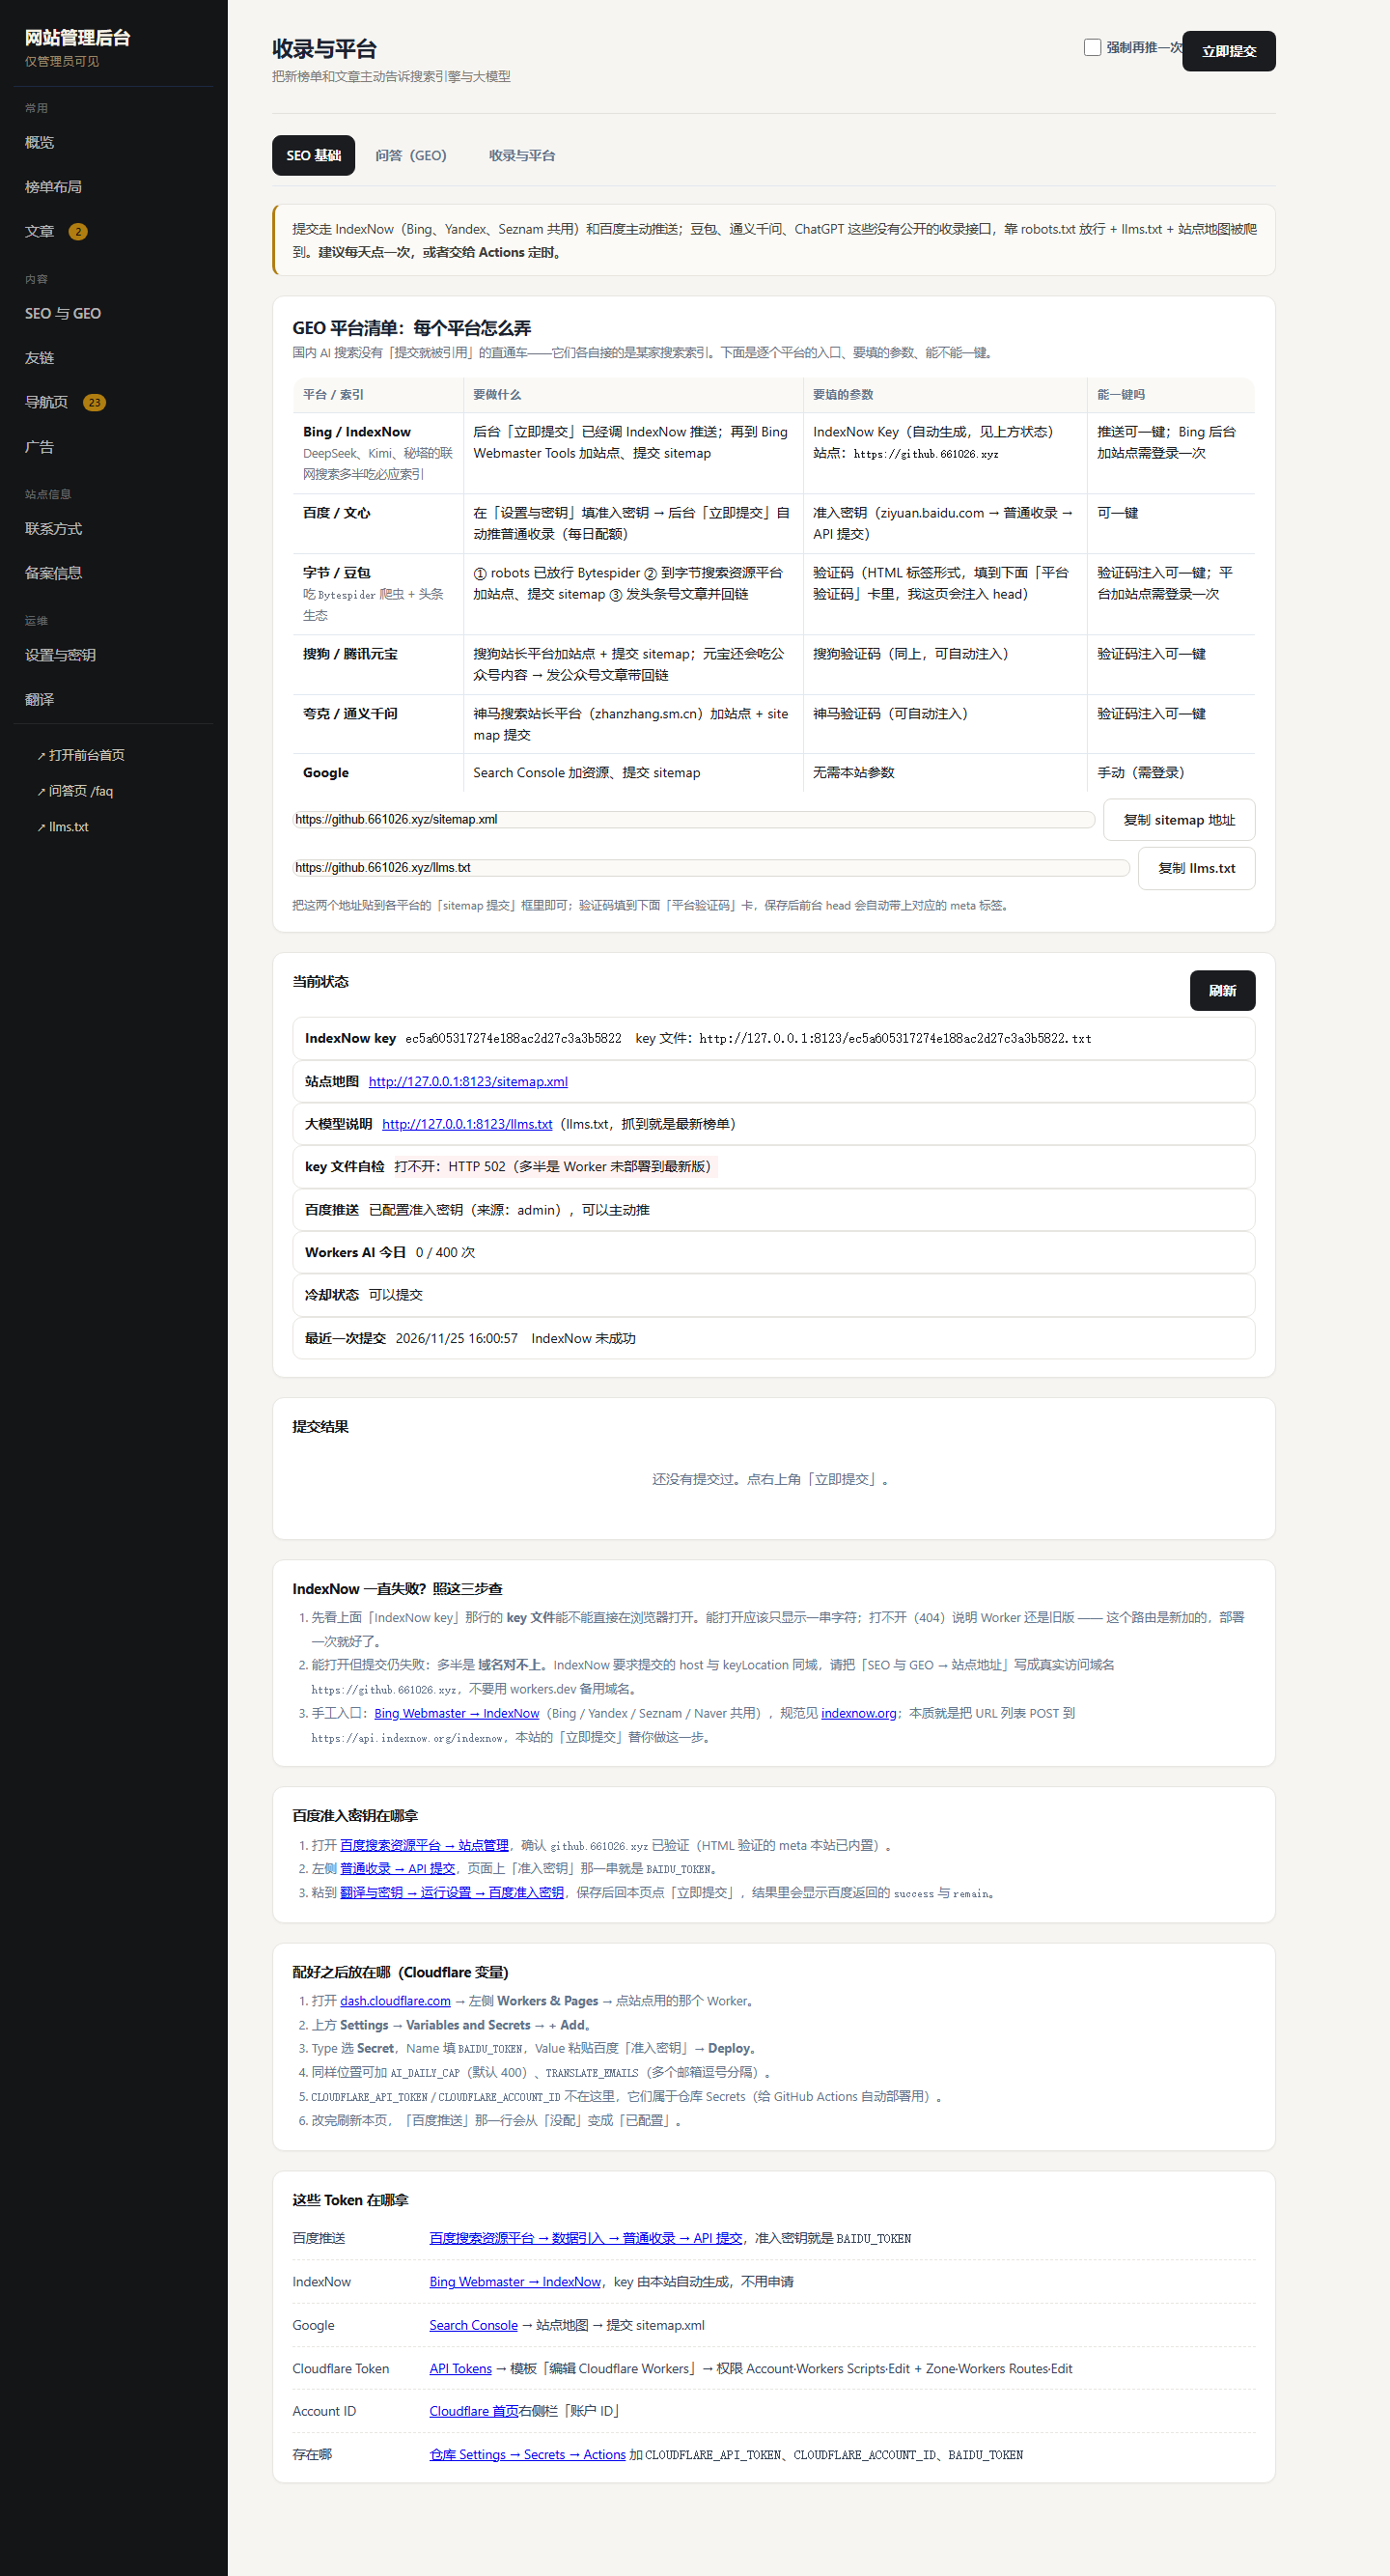 网站管理后台
仅管理员可见
常用
概览
榜单布局
文章 2
内容
SEO 与 GEO
友链
导航页 23
广告
站点信息
联系方式
备案信息
运维
设置与密钥
翻译
↗ 打开前台首页
↗ 问答页 /faq
↗ llms.txt
收录与平台
把新榜单和文章主动告诉搜索引擎与大模型
强制再推一次
立即提交
SEO 基础
问答（GEO）
收录与平台
提交走 IndexNow（Bing、Yandex、Seznam 共用）和百度主动推送；豆包、通义千问、ChatGPT 这些没有公开的收录接口，靠 robots.txt 放行 + llms.txt + 站点地图被爬
到。建议每天点一次，或者交给 Actions 定时。
GEO 平台清单：每个平台怎么弄
国内 AI 搜索没有「提交就被引用」的直通车——它们各自接的是某家搜索索引。下面是逐个平台的入口、要填的参数、能不能一键。
平台 / 索引
要做什么
要填的参数
能一键吗
Bing / IndexNow
DeepSeek、Kimi、秘塔的联
网搜索多半吃必应索引
后台「立即提交」已经调 IndexNow 推送；再到 Bing
Webmaster Tools 加站点、提交 sitemap
IndexNow Key（自动生成，见上方状态）
站点：https://github.661026.xyz
推送可一键；Bing 后台
加站点需登录一次
百度 / 文心
在「设置与密钥」填准入密钥 → 后台「立即提交」自
动推普通收录（每日配额）
准入密钥（ziyuan.baidu.com → 普通收录 →
API 提交）
可一键
字节 / 豆包
吃 Bytespider 爬虫 + 头条
生态
① robots 已放行 Bytespider ② 到字节搜索资源平台
加站点、提交 sitemap ③ 发头条号文章并回链
验证码（HTML 标签形式，填到下面「平台
验证码」卡里，我这页会注入 head）
验证码注入可一键；平
台加站点需登录一次
搜狗 / 腾讯元宝
搜狗站长平台加站点 + 提交 sitemap；元宝还会吃公
众号内容 → 发公众号文章带回链
搜狗验证码（同上，可自动注入）
验证码注入可一键
夸克 / 通义千问
神马搜索站长平台（zhanzhang.sm.cn）加站点 + site
map 提交
神马验证码（可自动注入）
验证码注入可一键
Google
Search Console 加资源、提交 sitemap
无需本站参数
手动（需登录）
https://github.661026.xyz/sitemap.xml
复制 sitemap 地址
https://github.661026.xyz/llms.txt
复制 llms.txt
把这两个地址贴到各平台的「sitemap 提交」框里即可；验证码填到下面「平台验证码」卡，保存后前台 head 会自动带上对应的 meta 标签。
当前状态
刷新
IndexNow key ec5a605317274e188ac2d27c3a3b5822 key 文件：http://127.0.0.1:8123/ec5a605317274e188ac2d27c3a3b5822.txt
站点地图 http://127.0.0.1:8123/sitemap.xml
大模型说明 http://127.0.0.1:8123/llms.txt（llms.txt，抓到就是最新榜单）
key 文件自检 打不开：HTTP 502（多半是 Worker 未部署到最新版）
百度推送 已配置准入密钥（来源：admin），可以主动推
Workers AI 今日 0 / 400 次
冷却状态 可以提交
最近一次提交 2026/11/25 16:00:57 IndexNow 未成功
提交结果
还没有提交过。点右上角「立即提交」。
IndexNow 一直失败？照这三步查
1. 先看上面「IndexNow key」那行的 key 文件能不能直接在浏览器打开。能打开应该只显示一串字符；打不开（404）说明 Worker 还是旧版 —— 这个路由是新加的，部署
一次就好了。
2. 能打开但提交仍失败：多半是 域名对不上。IndexNow 要求提交的 host 与 keyLocation 同域，请把「SEO 与 GEO → 站点地址」写成真实访问域名
https://github.661026.xyz，不要用 workers.dev 备用域名。
3. 手工入口：Bing Webmaster → IndexNow（Bing / Yandex / Seznam / Naver 共用），规范见 indexnow.org；本质就是把 URL 列表 POST 到
https://api.indexnow.org/indexnow，本站的「立即提交」替你做这一步。
百度准入密钥在哪拿
1. 打开 百度搜索资源平台 → 站点管理，确认 github.661026.xyz 已验证（HTML 验证的 meta 本站已内置）。
2. 左侧 普通收录 → API 提交，页面上「准入密钥」那一串就是 BAIDU_TOKEN。
3. 粘到 翻译与密钥 → 运行设置 → 百度准入密钥，保存后回本页点「立即提交」，结果里会显示百度返回的 success 与 remain。
配好之后放在哪（Cloudflare 变量）
1. 打开 dash.cloudflare.com → 左侧 Workers & Pages → 点站点用的那个 Worker。
2. 上方 Settings → Variables and Secrets → + Add。
3. Type 选 Secret，Name 填 BAIDU_TOKEN，Value 粘贴百度「准入密钥」→ Deploy。
4. 同样位置可加 AI_DAILY_CAP（默认 400）、TRANSLATE_EMAILS（多个邮箱逗号分隔）。
5. CLOUDFLARE_API_TOKEN / CLOUDFLARE_ACCOUNT_ID 不在这里，它们属于仓库 Secrets（给 GitHub Actions 自动部署用）。
6. 改完刷新本页，「百度推送」那一行会从「没配」变成「已配置」。
这些 Token 在哪拿
百度推送 百度搜索资源平台 → 数据引入 → 普通收录 → API 提交，准入密钥就是 BAIDU_TOKEN
IndexNow Bing Webmaster → IndexNow，key 由本站自动生成，不用申请
Google Search Console → 站点地图 → 提交 sitemap.xml
Cloudflare Token API Tokens → 模板「编辑 Cloudflare Workers」→ 权限 Account·Workers Scripts·Edit + Zone·Workers Routes·Edit
Account ID Cloudflare 首页右侧栏「账户 ID」
存在哪 仓库 Settings → Secrets → Actions 加 CLOUDFLARE_API_TOKEN、CLOUDFLARE_ACCOUNT_ID、BAIDU_TOKEN